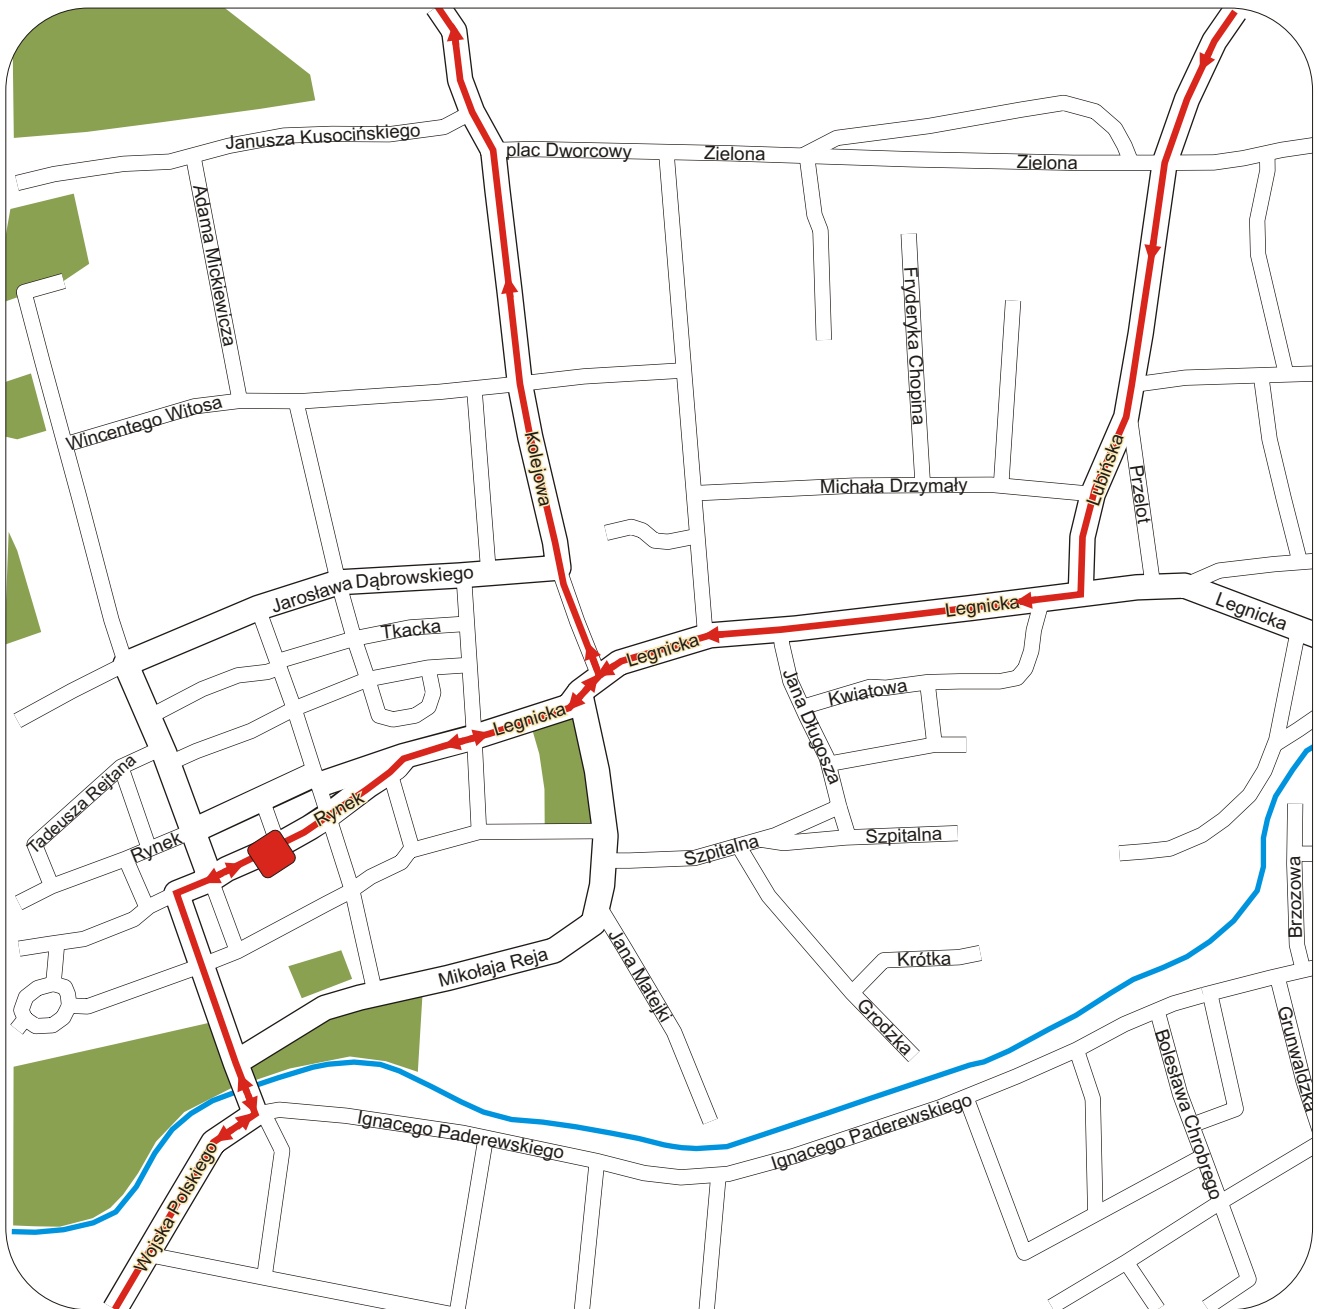 Janusza Kusocińskiego
plac Dworcowy
Zielona
Zielona
Adama Mickiewicza
Fryderyka Chopina
Wincentego Witosa
Kolejowa
Lubińska
Przelot
Michała Drzymały
Jarosława Dąbrowskiego
Tkacka
Legnicka
Legnicka
Legnicka
Legnicka
Jana Długosza
Kwiatowa
Tadeusza Rejtana
Rynek
Rynek
Szpitalna
Szpitalna
Brzozowa
Mikołaja Reja
Jana Matejki
Krótka
Grodzka
Grunwaldzka
Bolesława Chrobrego
Ignacego Paderewskiego
Ignacego Paderewskiego
Wojska Polskiego